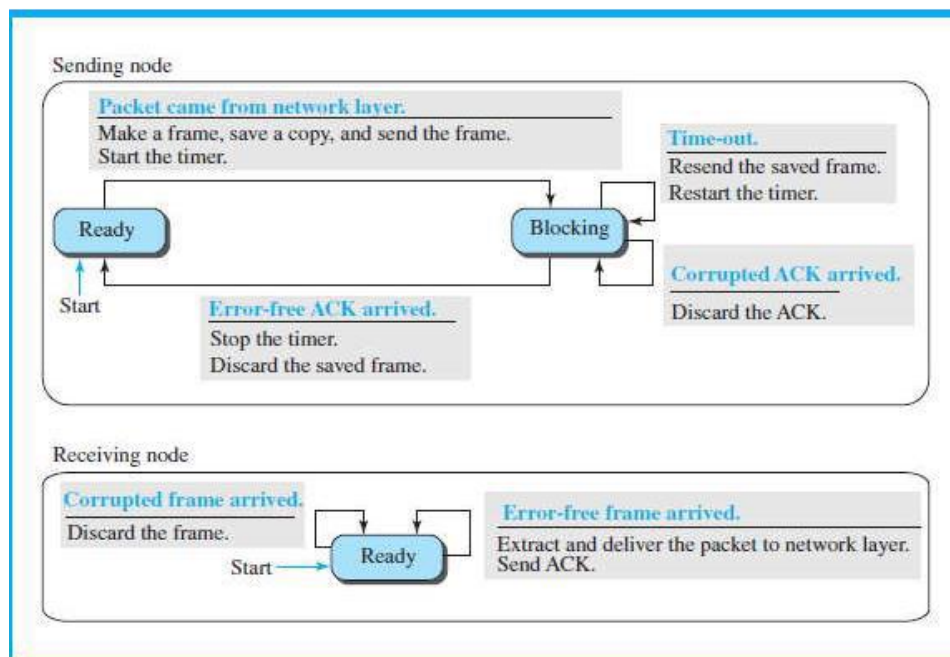 Sending node
Packet came from network layer.
Make a frame, save a copy, and send the frame.
Start the timer.
Time-out.
Resend the saved frame.
Restart the timer.
Ready
Blocking
Start
Error-free ACK arrived.
Stop the timer.
Discard the saved frame.
Corrupted ACK arrived.
Discard the ACK.
Receiving node
Corrupted frame arrived.
Discard the frame.
Start
Ready
Error-free frame arrived.
Extract and deliver the packet to network layer.
Send ACK.